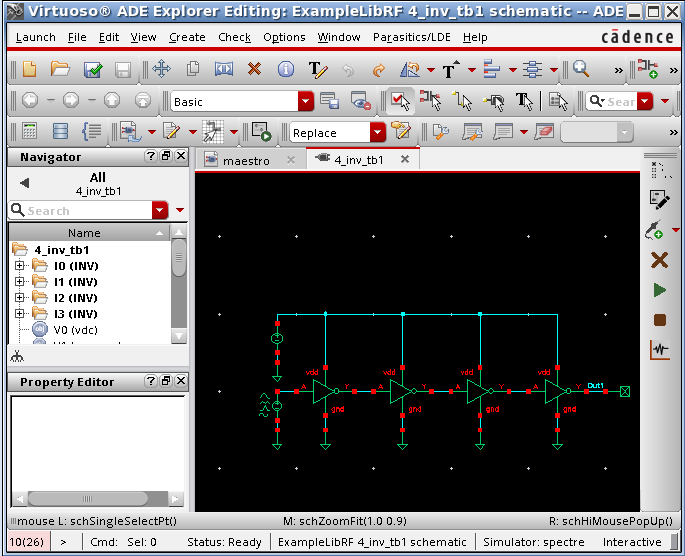 Virtuoso® ADE Explorer Editing: ExampleLibRF 4_inv_tb1 schematic -- ADE
Launch File Edit View Create Check Options Window Parasitics/LDE Help cādence
Basic
Replace
Navigator
maestro
4_inv_tb1
All
4_inv_tb1
Search
Name
4_inv_tb1
I0 (INV)
I1 (INV)
I2 (INV)
I3 (INV)
V0 (vdc)
Property Editor
vdd vdd vdd vdd
A Y A Y A Y A Y Out1
gnd gnd gnd gnd
mouse L: schSingleSelectPt() M: schZoomFit(1.0 0.9) R: schHiMousePopUp()
10(26) > Cmd: Sel: 0 Status: Ready ExampleLibRF 4_inv_tb1 schematic Simulator: spectre Interactive